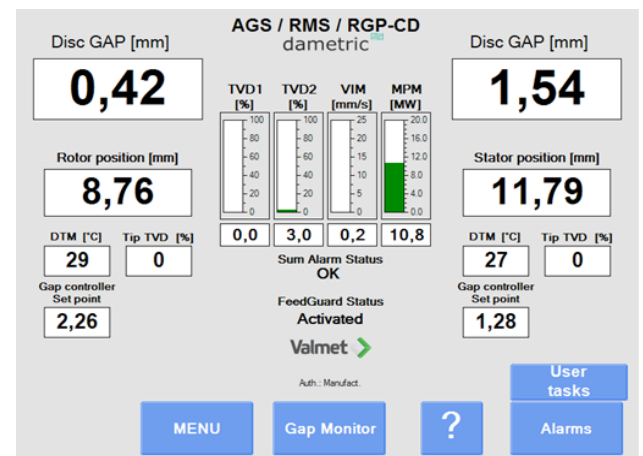 AGS / RMS / RGP-CD
dametric
Disc GAP [mm]
0,42
Disc GAP [mm]
1,54
TVD1 TVD2 VIM MPM
[%] [%] [mm/s] [MW]
100 100 25 20.0
80 80 20 16.0
60 60 15 12.0
40 40 10 8.0
20 20 5 4.0
0 0 0 0.0
0,0 3,0 0,2 10,8
Rotor position [mm]
8,76
Stator position [mm]
11,79
DTM [°C] Tip TVD [%]
29 0
DTM [°C] Tip TVD [%]
27 0
Gap controller
Set point
2,26
Gap controller
Set point
1,28
Sum Alarm Status
OK
FeedGuard Status
Activated
Valmet
Auth.: Manufact.
User
tasks
MENU
Gap Monitor
?
Alarms